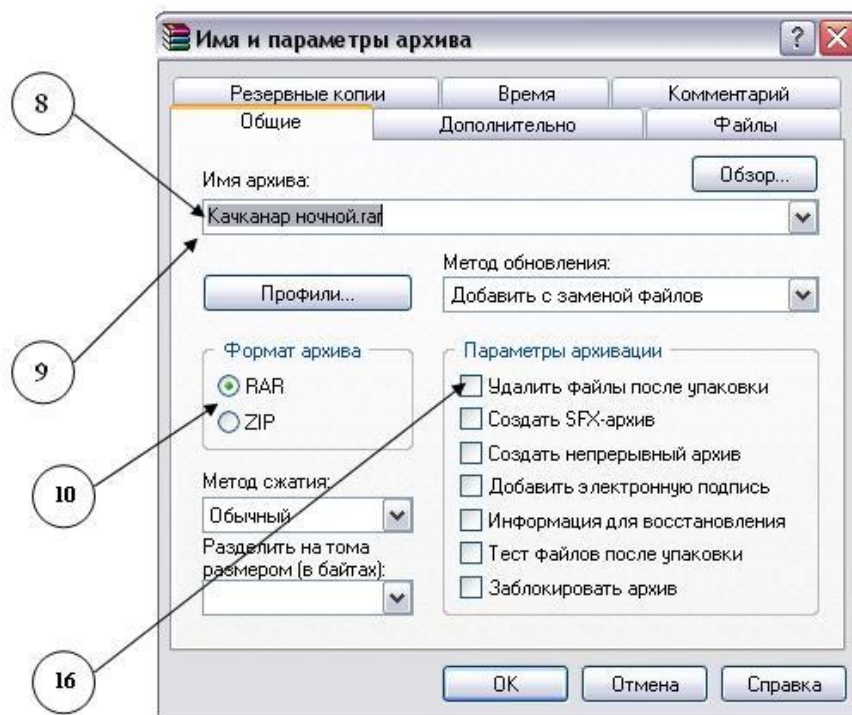 Имя и параметры архива
?
8
Резервные копии
Время
Комментарий
Общие
Дополнительно
Файлы
Имя архива:
Обзор...
Качканар ночной.rar
Метод обновления:
Профили...
Добавить с заменой файлов
9
Формат архива
Параметры архивации
RAR
Удалить файлы после упаковки
ZIP
Создать SFX-архив
Создать непрерывный архив
10
Метод сжатия:
Добавить электронную подпись
Обычный
Информация для восстановления
Разделить на тома
размером (в байтах):
Тест файлов после упаковки
Заблокировать архив
16
OK
Отмена
Справка